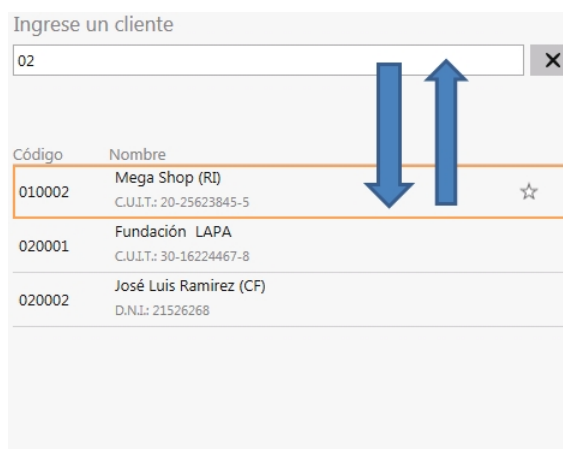 Ingrese un cliente
02
Código Nombre
010002 Mega Shop (RI)
C.U.I.T.: 20-25623845-5
020001 Fundación LAPA
C.U.I.T.: 30-16224467-8
020002 José Luis Ramirez (CF)
D.N.I.: 21526268